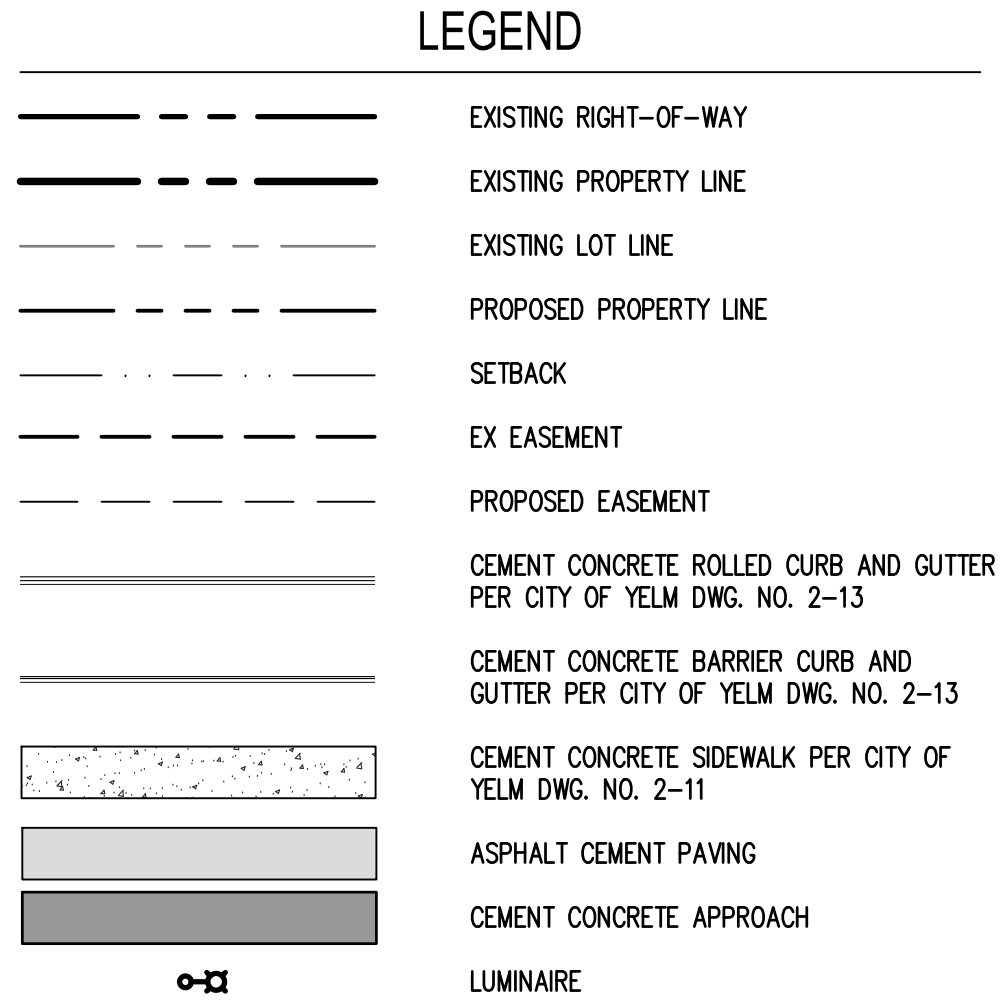 LEGEND
EXISTING RIGHT-OF-WAY
EXISTING PROPERTY LINE
EXISTING LOT LINE
PROPOSED PROPERTY LINE
SETBACK
EX EASEMENT
PROPOSED EASEMENT
CEMENT CONCRETE ROLLED CURB AND GUTTER
PER CITY OF YELM DWG. NO. 2-13
CEMENT CONCRETE BARRIER CURB AND
GUTTER PER CITY OF YELM DWG. NO. 2-13
CEMENT CONCRETE SIDEWALK PER CITY OF
YELM DWG. NO. 2-11
ASPHALT CEMENT PAVING
CEMENT CONCRETE APPROACH
LUMINAIRE